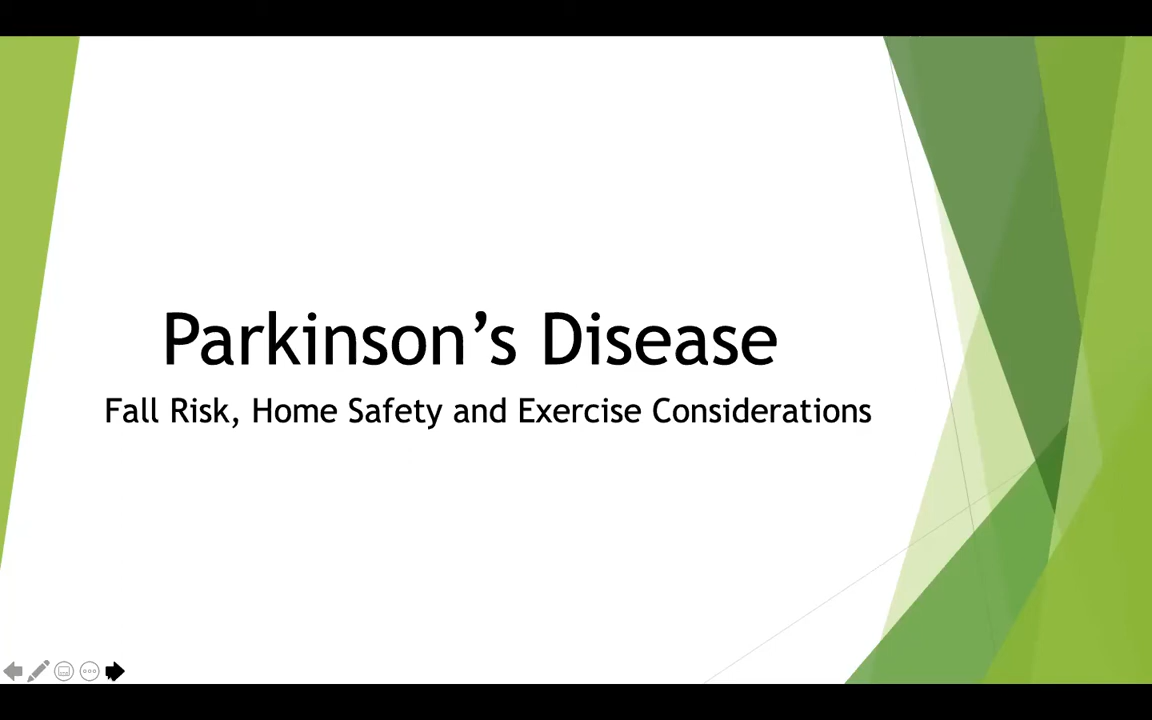 Parkinson’s Disease
Fall Risk, Home Safety and Exercise Considerations